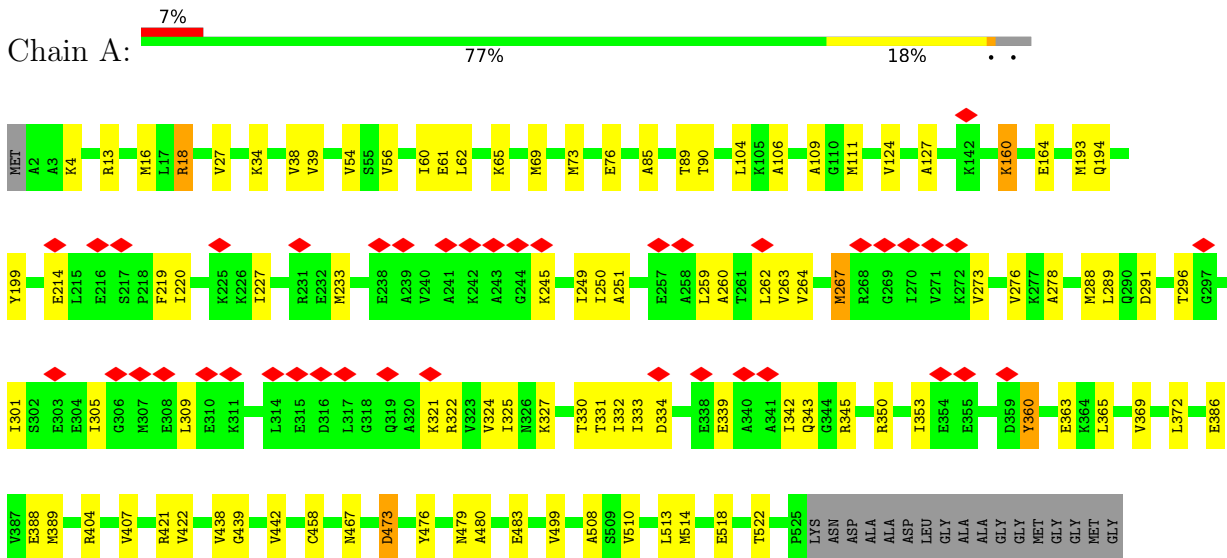 7%
Chain A:
77% 18% • •
MET A2 A3 K4 R13 M16 L17 R18 V27 K34 V38 V39 V54 S55 V56 I60 E61 L62 K65 M69 M73 E76 A85 T89 T90 L104 K105 A106 A109 G110 M111 V124 A127 K142 K160 E164 M193 Q194
Y199 E214 L215 E216 S217 P218 F219 I220 K225 K226 I227 R231 E232 M233 E238 A239 V240 A241 K242 A243 G244 K245 I249 I250 A251 E257 A258 L259 A260 T261 L262 V263 V264 M267 R268 G269 I270 V271 K272 V273 V276 K277 A278 M288 L289 Q290 D291 T296 G297
I301 S302 E303 E304 I305 G306 M307 E308 L309 E310 K311 L314 E315 D316 L317 G318 Q319 A320 K321 R322 V323 V324 I325 N326 K327 T330 T331 I332 I333 D334 E338 E339 A340 A341 I342 Q343 G344 R345 R350 I353 E354 E355 D359 Y360 E363 K364 L365 V369 L372 E386
V387 E388 M389 R404 V407 R421 V422 V438 G439 V442 C458 N467 D473 Y476 N479 A480 E483 V499 A508 S509 V510 L513 M514 E518 T522 P525 LYS ASN ASP ALA ALA ASP LEU GLY ALA ALA GLY GLY MET GLY GLY MET GLY